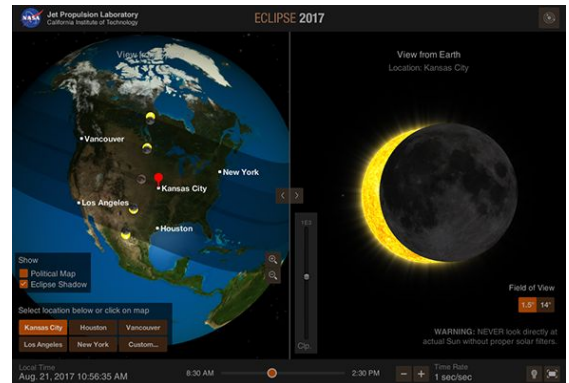 NASA
Jet Propulsion Laboratory
California Institute of Technology
ECLIPSE 2017
View from
Vancouver
New York
Kansas City
Los Angeles
Houston
Show
Political Map
Eclipse Shadow
Select location below or click on map
Kansas City Houston Vancouver
Los Angeles New York Custom...
View from Earth
Location: Kansas City
Field of View
1.5° 14°
WARNING: NEVER look directly at
actual Sun without proper solar filters.
Local Time
Aug. 21, 2017 10:56:35 AM
8:30 AM 2:30 PM
Time Rate
1 sec/sec